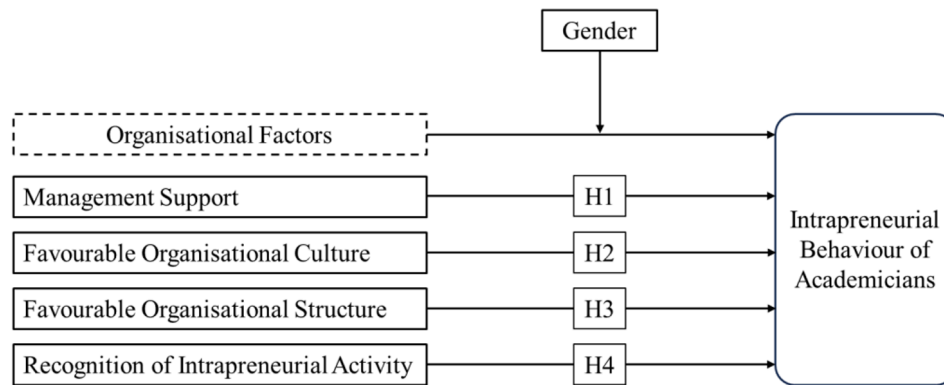 Gender
Organisational Factors
Management Support
H1
Favourable Organisational Culture
H2
Favourable Organisational Structure
H3
Recognition of Intrapreneurial Activity
H4
Intrapreneurial
Behaviour of
Academicians